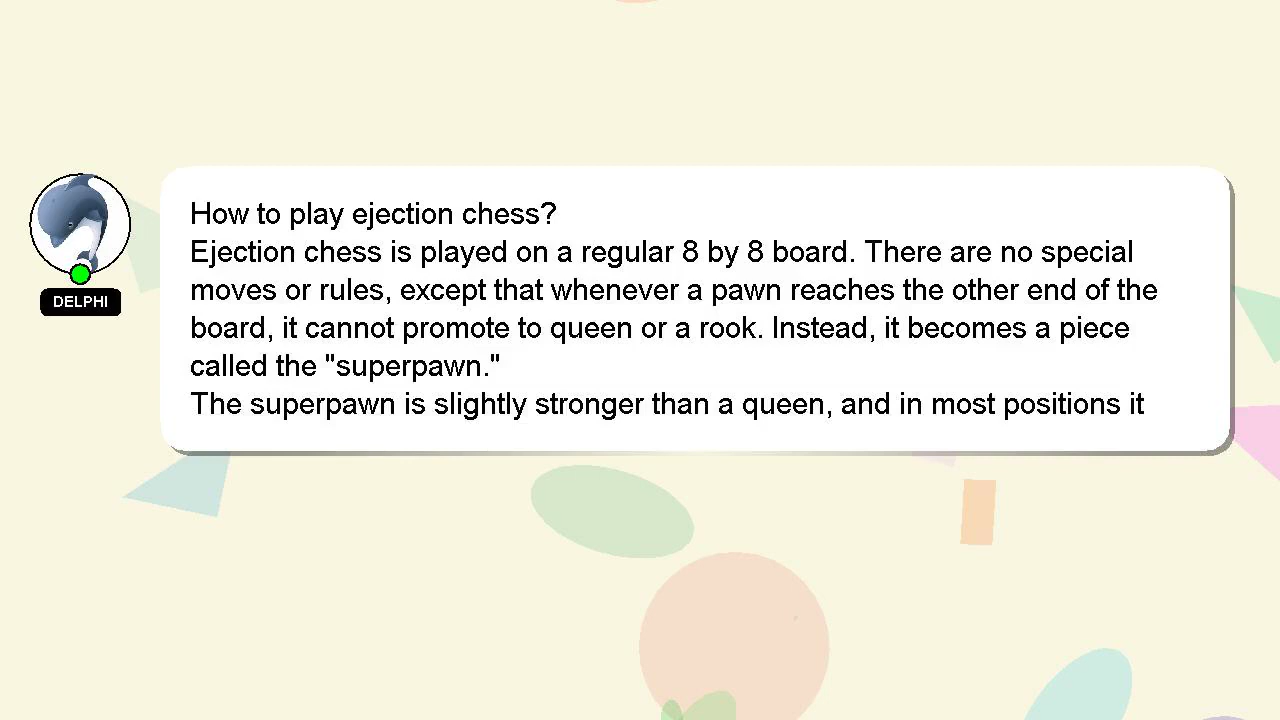 How to play ejection chess?
Ejection chess is played on a regular 8 by 8 board. There are no special
moves or rules, except that whenever a pawn reaches the other end of the
board, it cannot promote to queen or a rook. Instead, it becomes a piece
called the "superpawn."
The superpawn is slightly stronger than a queen, and in most positions it
DELPHI